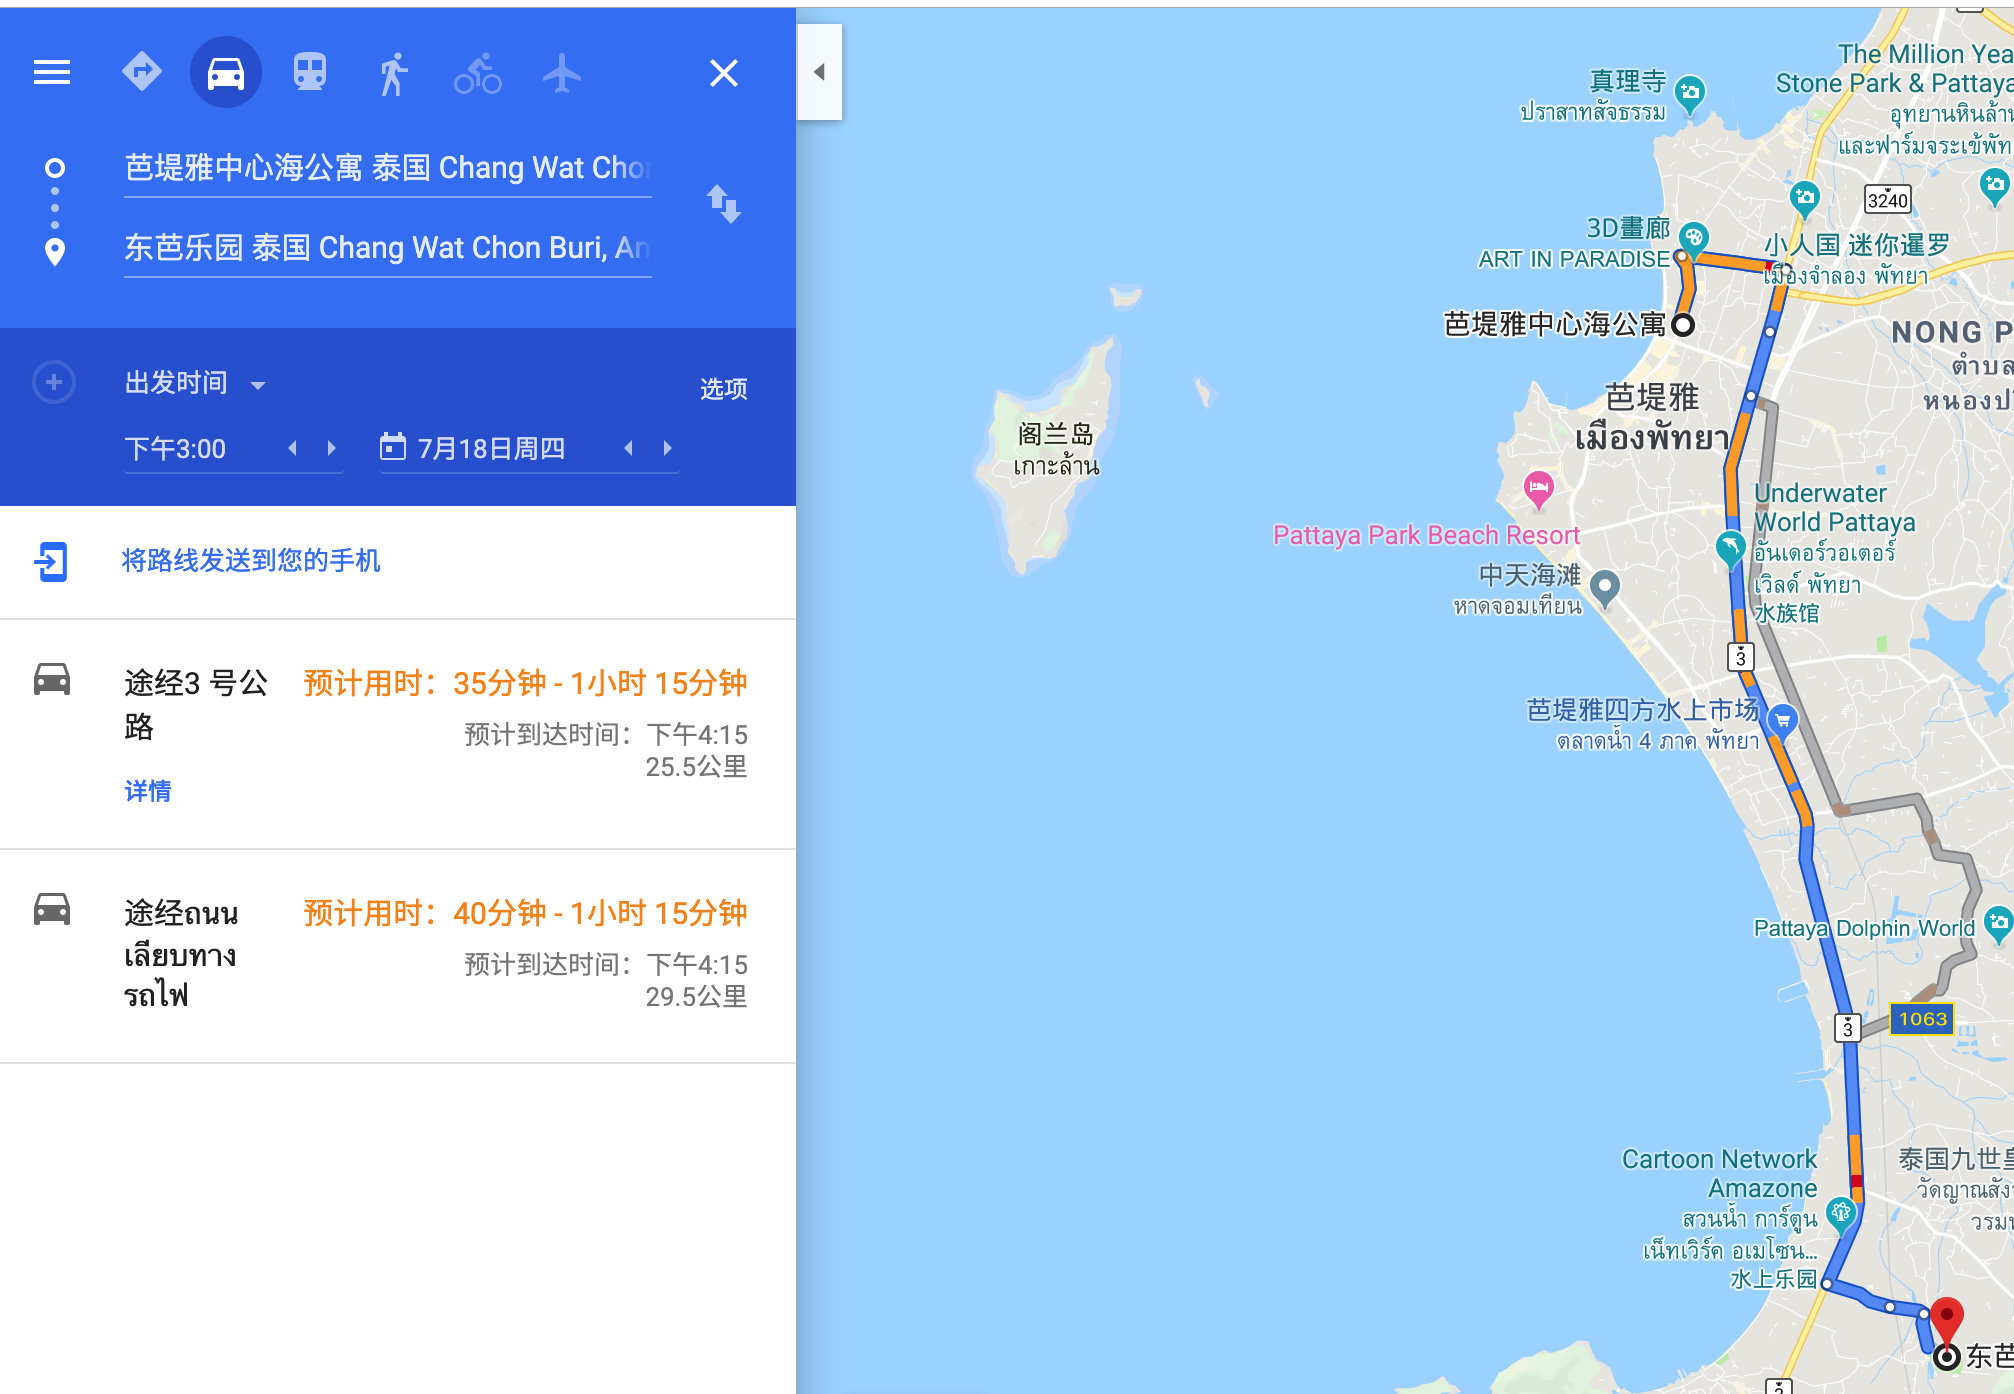 芭堤雅中心海公寓 泰国 Chang Wat Chon
东芭乐园 泰国 Chang Wat Chon Buri, Am
出发时间
选项
下午3:00
7月18日周四
将路线发送到您的手机
途经3 号公
路
预计用时：35分钟 - 1小时 15分钟
预计到达时间：下午4:15
25.5公里
详情
途经ถนน
เลียบทาง
รถไฟ
预计用时：40分钟 - 1小时 15分钟
预计到达时间：下午4:15
29.5公里
The Million Yea
Stone Park & Pattaya
อุทยานหินล้าน
และฟาร์มจระเข้พัท
真理寺
ปราสาทสัจธรรม
3240
3D畫廊
ART IN PARADISE
小人国 迷你暹罗
เมืองจำลอง พัทยา
芭堤雅中心海公寓
NONG P
ตำบล
หนองป
芭堤雅
เมืองพัทยา
阁兰岛
เกาะล้าน
Pattaya Park Beach Resort
中天海滩
หาดจอมเทียน
Underwater
World Pattaya
อันเดอร์วอเตอร์
เวิลด์ พัทยา
水族馆
3
芭堤雅四方水上市场
ตลาดน้ำ 4 ภาค พัทยา
Pattaya Dolphin World
1063
3
Cartoon Network
Amazone
สวนน้ำ การ์ตูน
เน็ทเวิร์ค อเมโซน...
水上乐园
泰国九世皇
วัดญาณสัง
วรมห
东芭
3